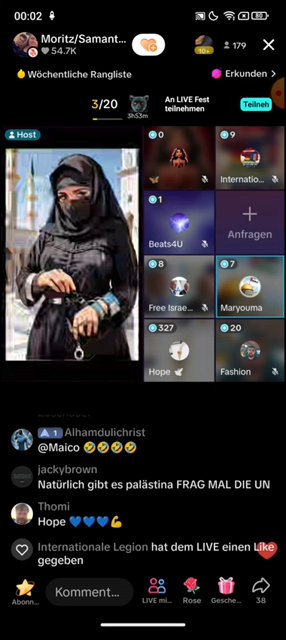 00:02
60
Moritz/Samant...
54.7K
10+
179
Wöchentliche Rangliste
Erkunden >
3/20
3h53m
An LIVE Fest
teilnehmen
Teilneh
Host
0
9
Internatio...
1
Beats4U
+
Anfragen
8
Free Israe...
7
Maryouma
327
Hope
20
Fashion
A 1 Alhamdulichrist
@Maico 🤣🤣🤣🤣
jackybrown
Natürlich gibt es palästina FRAG MAL DIE UN
Thomi
Hope 💙💙💙💪
Internationale Legion hat dem LIVE einen Like
gegeben
Komment...
Abonn...
LIVE mi...
Rose
Gesche...
38